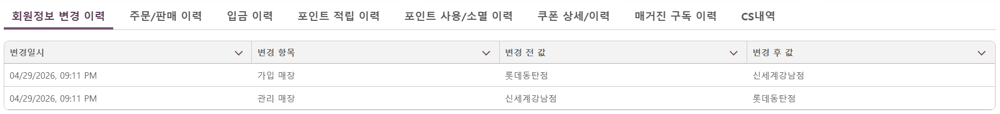 회원정보 변경 이력 주문/판매 이력 입금 이력 포인트 적립 이력 포인트 사용/소멸 이력 쿠폰 상세/이력 매거진 구독 이력 CS내역
변경일시 변경 항목 변경 전 값 변경 후 값
04/29/2026, 09:11 PM 가입 매장 롯데동탄점 신세계강남점
04/29/2026, 09:11 PM 관리 매장 신세계강남점 롯데동탄점